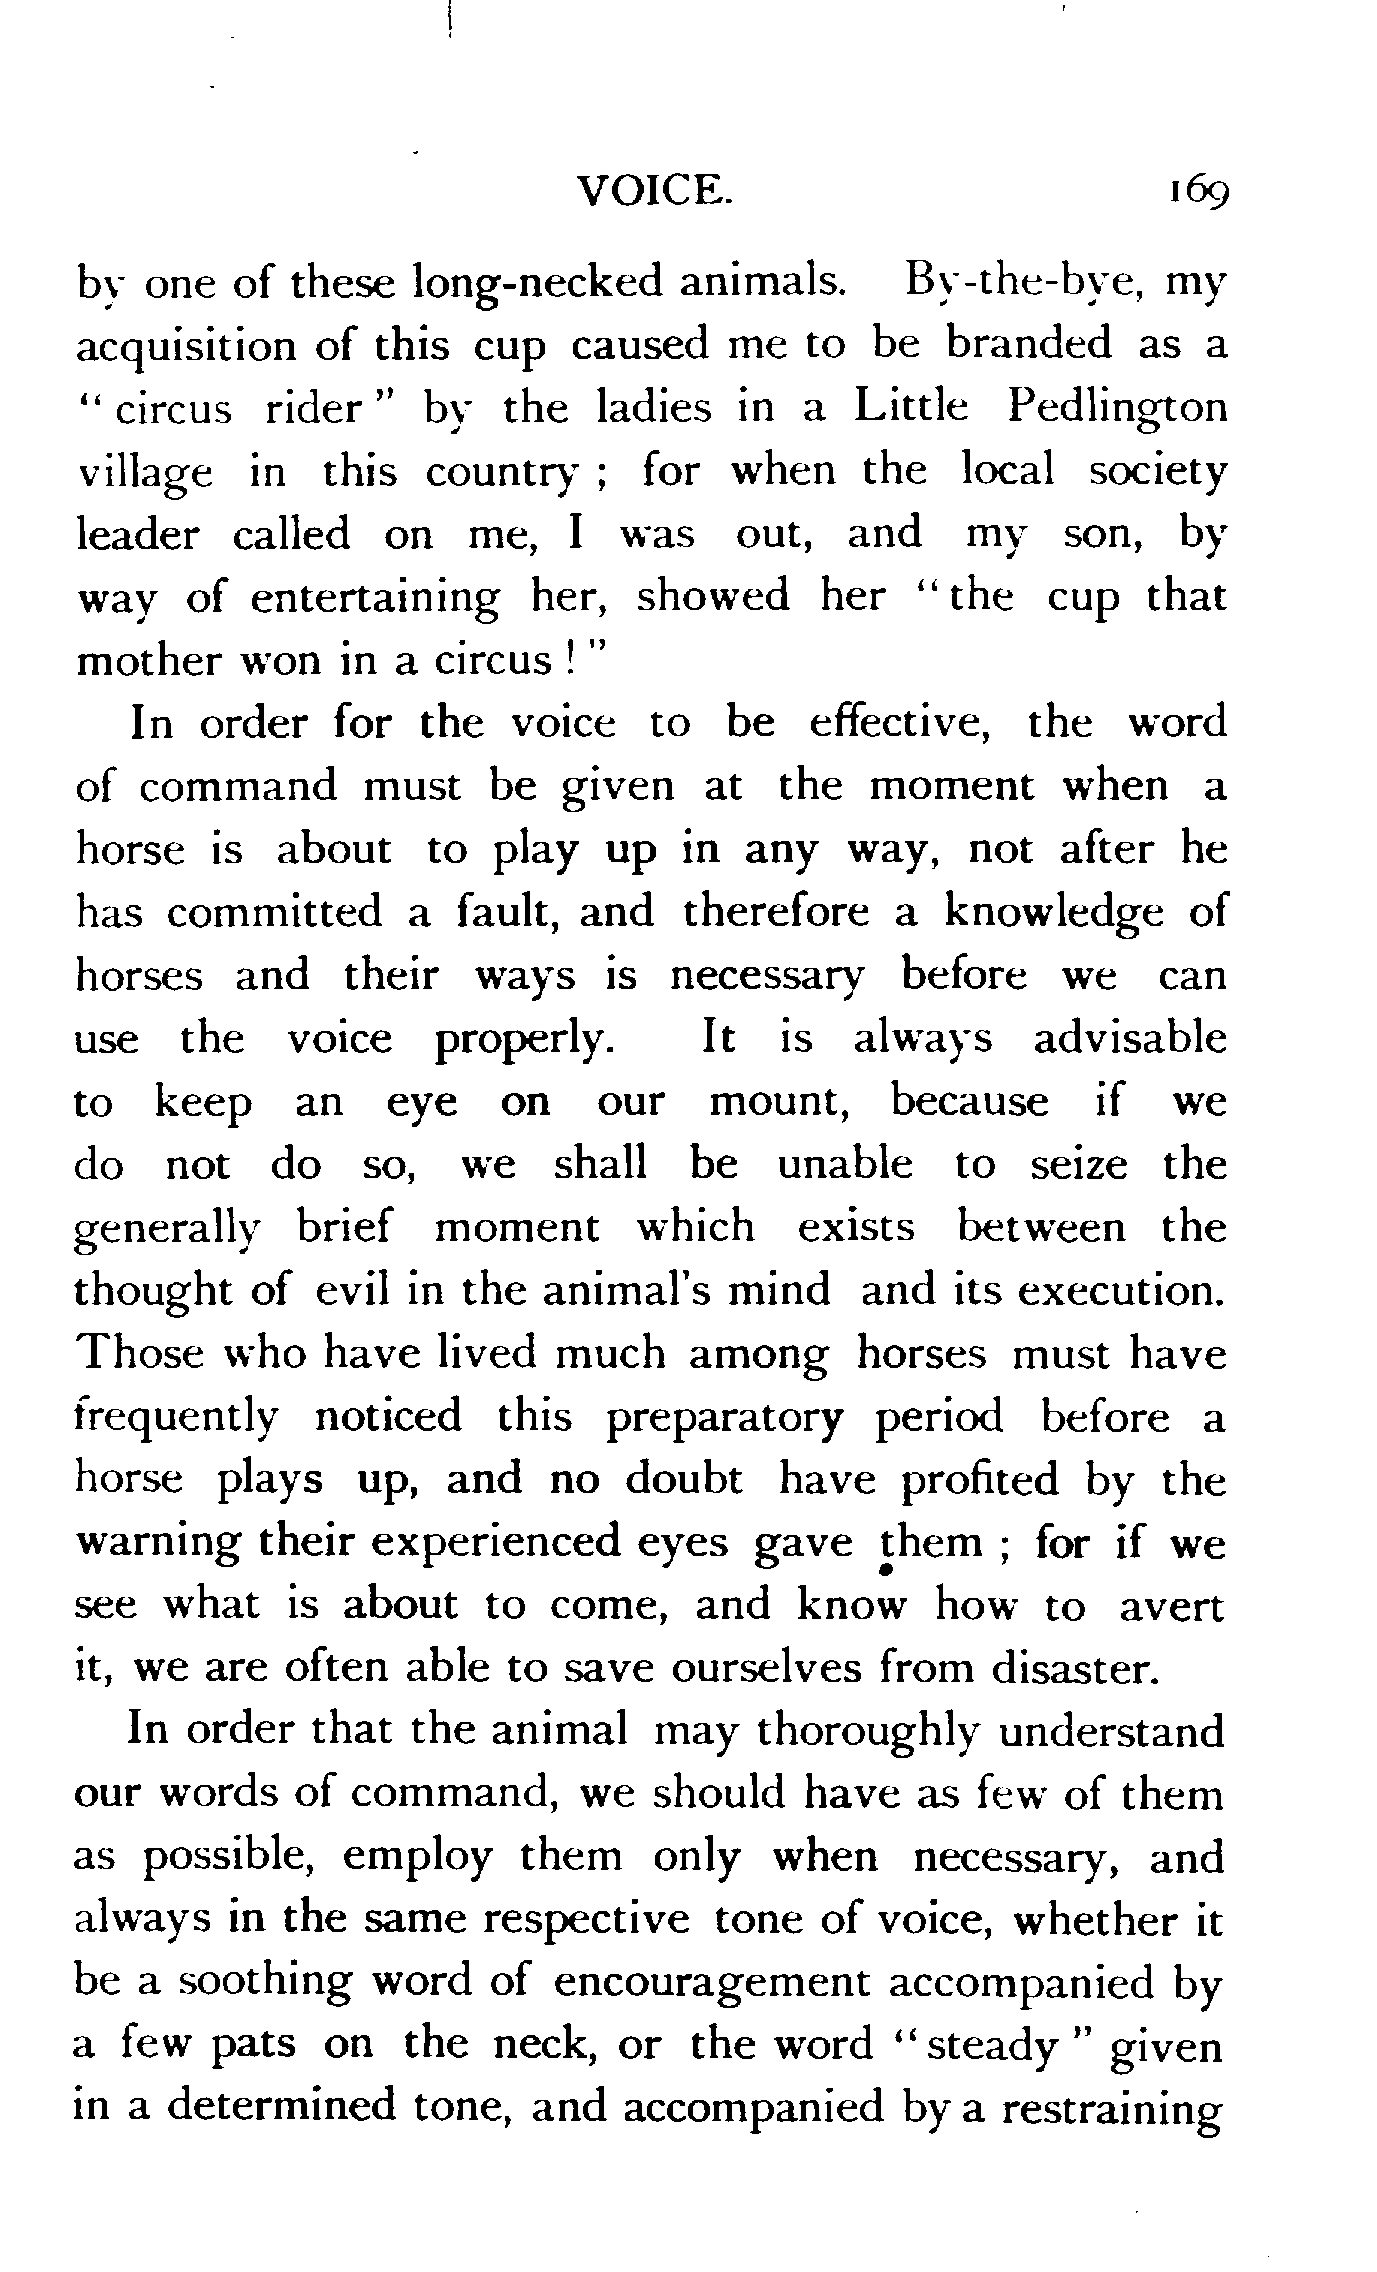 VOICE. 169
by one of these long-necked animals. By-the-bye, my
acquisition of this cup caused me to be branded as a
“ circus rider ” by the ladies in a Little Pedlington
village in this country ; for when the local society
leader called on me, I was out, and my son, by
way of entertaining her, showed her “ the cup that
mother won in a circus ! ”
In order for the voice to be effective, the word
of command must be given at the moment when a
horse is about to play up in any way, not after he
has committed a fault, and therefore a knowledge of
horses and their ways is necessary before we can
use the voice properly. It is always advisable
to keep an eye on our mount, because if we
do not do so, we shall be unable to seize the
generally brief moment which exists between the
thought of evil in the animal's mind and its execution.
Those who have lived much among horses must have
frequently noticed this preparatory period before a
horse plays up, and no doubt have profited by the
warning their experienced eyes gave them ; for if we
see what is about to come, and know how to avert
it, we are often able to save ourselves from disaster.
In order that the animal may thoroughly understand
our words of command, we should have as few of them
as possible, employ them only when necessary, and
always in the same respective tone of voice, whether it
be a soothing word of encouragement accompanied by
a few pats on the neck, or the word “ steady ” given
in a determined tone, and accompanied by a restraining